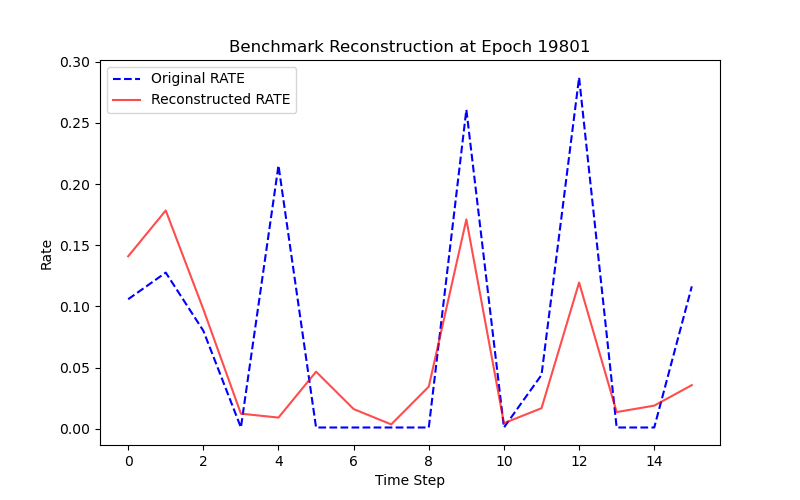 Benchmark Reconstruction at Epoch 19801
Original RATE
Reconstructed RATE
0.30
0.25
0.20
0.15
0.10
0.05
0.00
Rate
0 2 4 6 8 10 12 14
Time Step